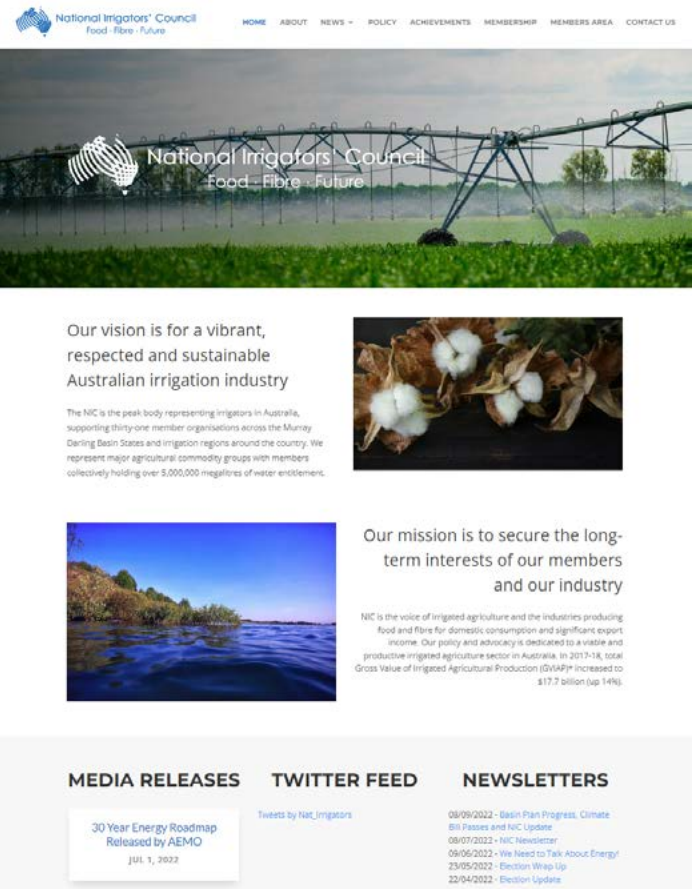 National Irrigators' Council
Food · Fibre · Future
HOME ABOUT NEWS POLICY ACHIEVEMENTS MEMBERSHIP MEMBERS AREA CONTACT US
National Irrigators' Council
Food · Fibre · Future
Our vision is for a vibrant,
respected and sustainable
Australian irrigation industry
The NIC is the peak body representing irrigators in Australia,
supporting thirty-one member organisations across the Murray
Darling Basin States and irrigation regions around the country. We
represent major agricultural commodity groups with members
collectively holding over 5,000,000 megalitres of water entitlement.
Our mission is to secure the long-
term interests of our members
and our industry
NIC is the voice of irrigated agriculture and the industries producing
food and fibre for domestic consumption and significant export
income. Our policy and advocacy is dedicated to a viable and
productive irrigated agriculture sector in Australia. In 2017-18, total
Gross Value of Irrigated Agricultural Production (GVIAP)* increased to
$17.7 billion (up 14%).
MEDIA RELEASES
30 Year Energy Roadmap
Released by AEMO
JUL 1, 2022
TWITTER FEED
Tweets by Nat_Irrigators
NEWSLETTERS
08/09/2022 - Basin Plan Progress, Climate
Bill Passes and NIC Update
08/07/2022 - NIC Newsletter
09/06/2022 - We Need to Talk About Energy!
23/05/2022 - Election Wrap Up
22/04/2022 - Election Update